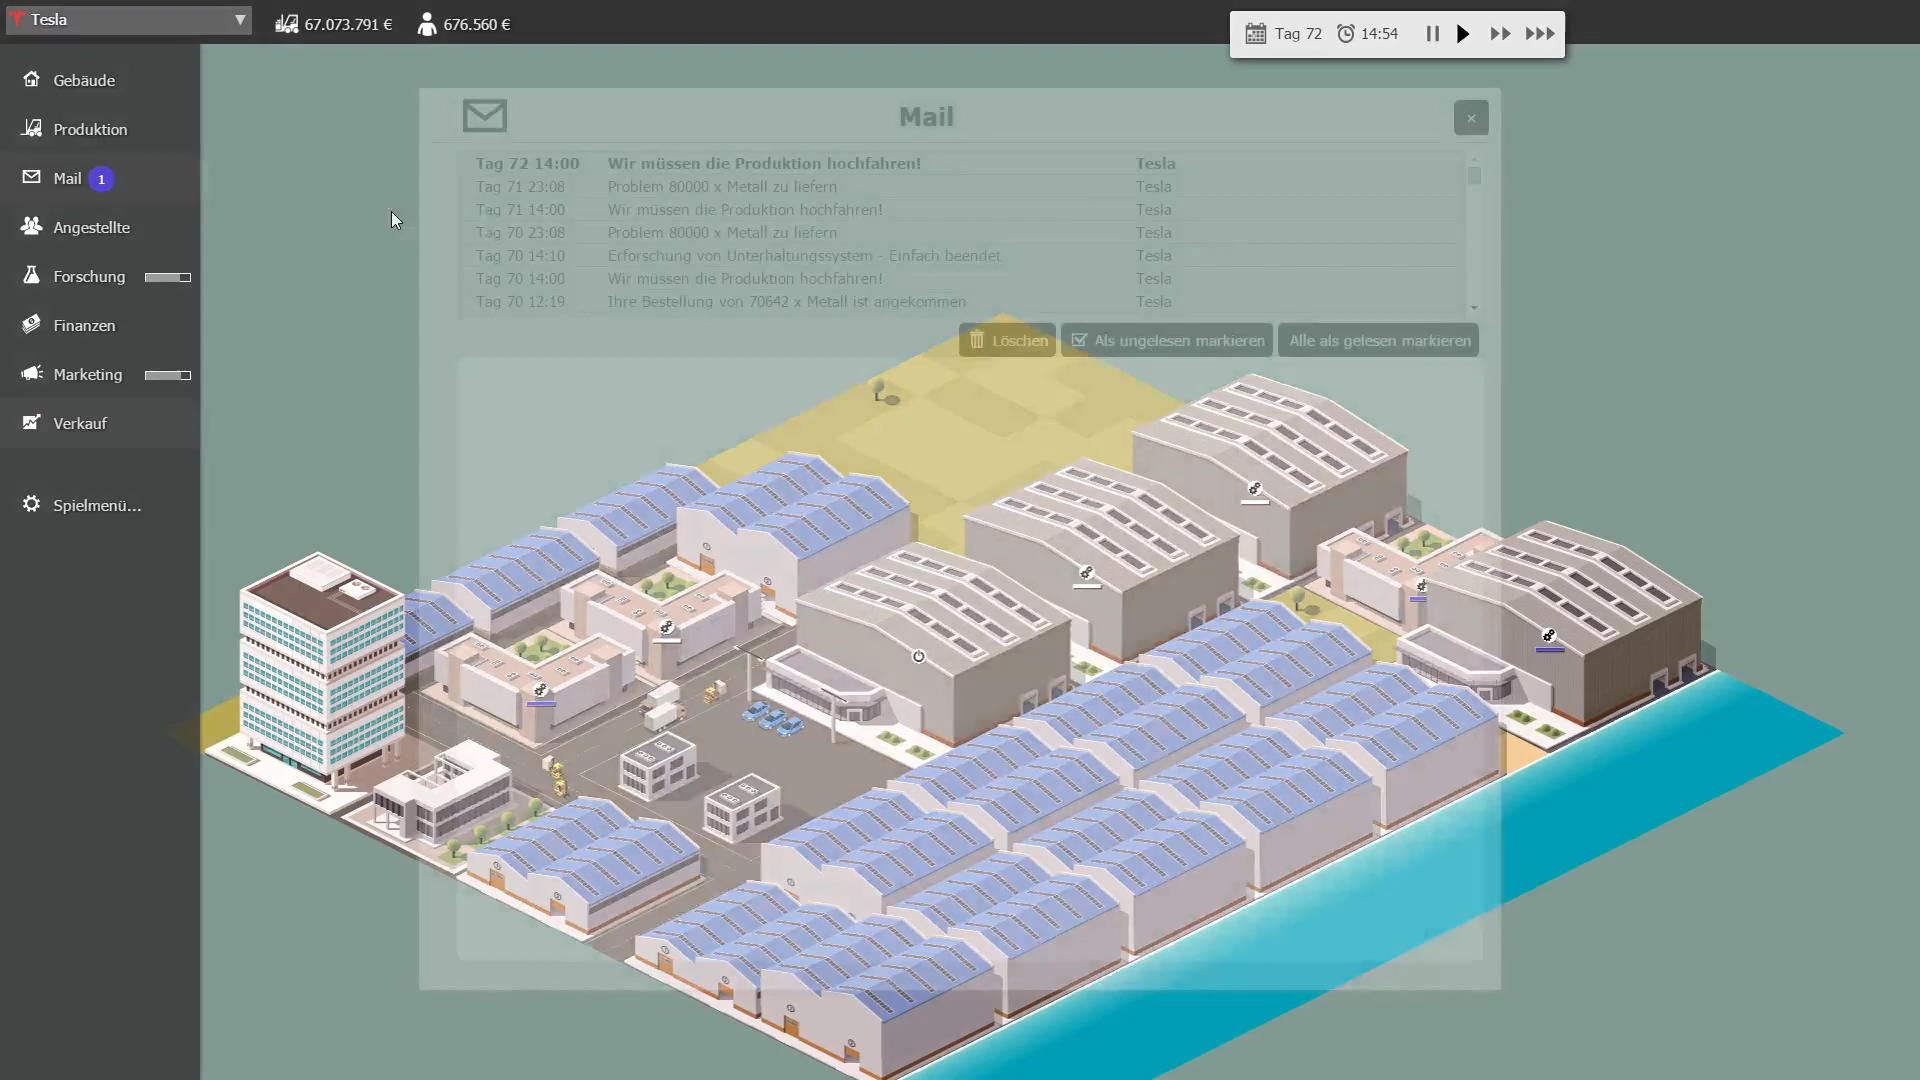 Tesla
67.073.791 €
676.560 €
Tag 72
14:54
Gebäude
Produktion
Mail 1
Angestellte
Forschung
Finanzen
Marketing
Verkauf
Spielmenü...
Mail
Tag 72 14:00 Wir müssen die Produktion hochfahren! Tesla
Tag 71 23:08 Problem 80000 x Metall zu liefern Tesla
Tag 71 14:00 Wir müssen die Produktion hochfahren! Tesla
Tag 70 23:08 Problem 80000 x Metall zu liefern Tesla
Tag 70 14:10 Erforschung von Unterhaltungssystem - Einfach beendet Tesla
Tag 70 14:00 Wir müssen die Produktion hochfahren! Tesla
Tag 70 12:19 Ihre Bestellung von 70642 x Metall ist angekommen Tesla
Löschen
Als ungelesen markieren
Alle als gelesen markieren